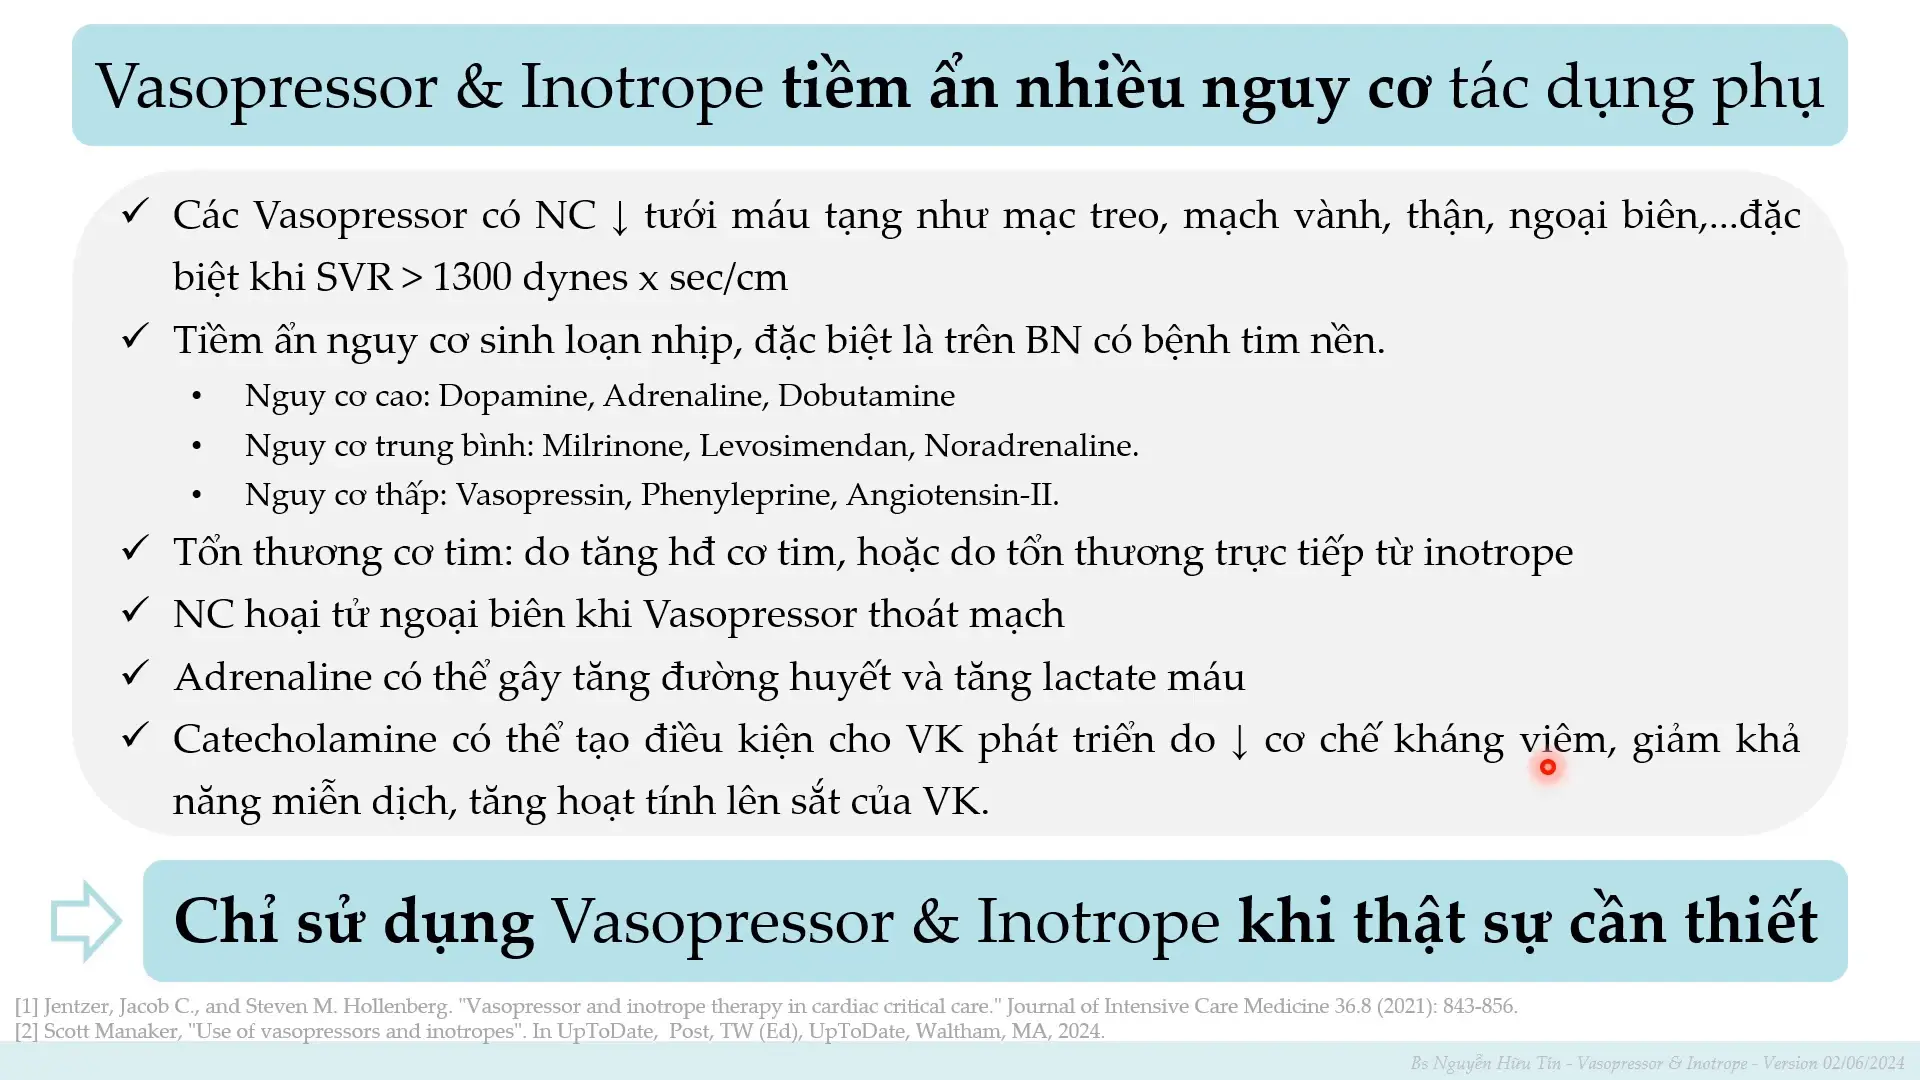 Vasopressor & Inotrope tiềm ẩn nhiều nguy cơ tác dụng phụ
✓ Các Vasopressor có NC ↓ tưới máu tạng như mạc treo, mạch vành, thận, ngoại biên,...đặc
biệt khi SVR > 1300 dynes x sec/cm
✓ Tiềm ẩn nguy cơ sinh loạn nhịp, đặc biệt là trên BN có bệnh tim nền.
• Nguy cơ cao: Dopamine, Adrenaline, Dobutamine
• Nguy cơ trung bình: Milrinone, Levosimendan, Noradrenaline.
• Nguy cơ thấp: Vasopressin, Phenyleprine, Angiotensin-II.
✓ Tổn thương cơ tim: do tăng hđ cơ tim, hoặc do tổn thương trực tiếp từ inotrope
✓ NC hoại tử ngoại biên khi Vasopressor thoát mạch
✓ Adrenaline có thể gây tăng đường huyết và tăng lactate máu
✓ Catecholamine có thể tạo điều kiện cho VK phát triển do ↓ cơ chế kháng viêm, giảm khả
năng miễn dịch, tăng hoạt tính lên sắt của VK.
Chỉ sử dụng Vasopressor & Inotrope khi thật sự cần thiết
[1] Jentzer, Jacob C., and Steven M. Hollenberg. "Vasopressor and inotrope therapy in cardiac critical care." Journal of Intensive Care Medicine 36.8 (2021): 843-856.
[2] Scott Manaker, "Use of vasopressors and inotropes". In UpToDate, Post, TW (Ed), UpToDate, Waltham, MA, 2024.
Bs Nguyễn Hữu Tín - Vasopressor & Inotrope - Version 02/06/2024